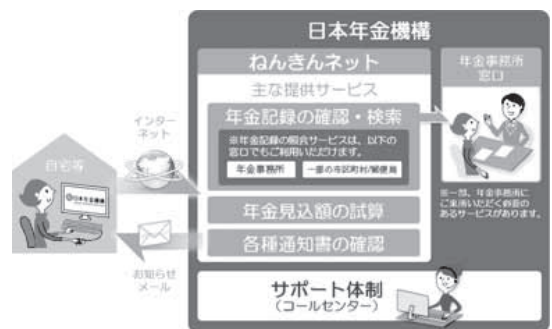 日本年金機構
ねんきんネット
主な提供サービス
年金記録の確認・検索
※年金記録の照会サービスは、以下の
窓口でもご利用いただけます。
年金事務所
一部の市区町村/郵便局
年金見込額の試算
各種通知書の確認
年金事務所
窓口
※一部、年金事務所に
ご来所いただく必要の
あるサービスがあります。
インター
ネット
自宅等
日本年金機構
お知らせ
メール
サポート体制
(コールセンター)